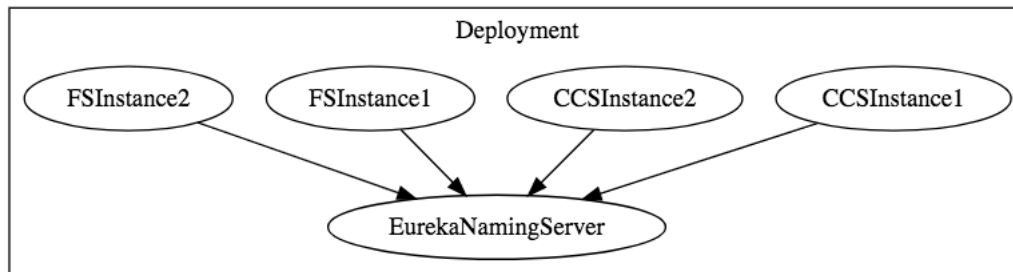 Deployment
FSInstance2
FSInstance1
CCSInstance2
CCSInstance1
EurekaNamingServer